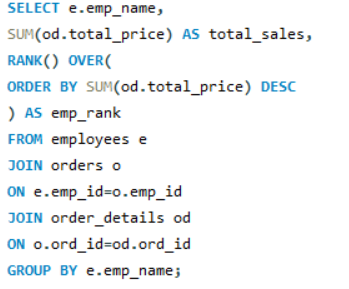 SELECT e.emp_name,
SUM(od.total_price) AS total_sales,
RANK() OVER(
ORDER BY SUM(od.total_price) DESC
) AS emp_rank
FROM employees e
JOIN orders o
ON e.emp_id=o.emp_id
JOIN order_details od
ON o.ord_id=od.ord_id
GROUP BY e.emp_name;